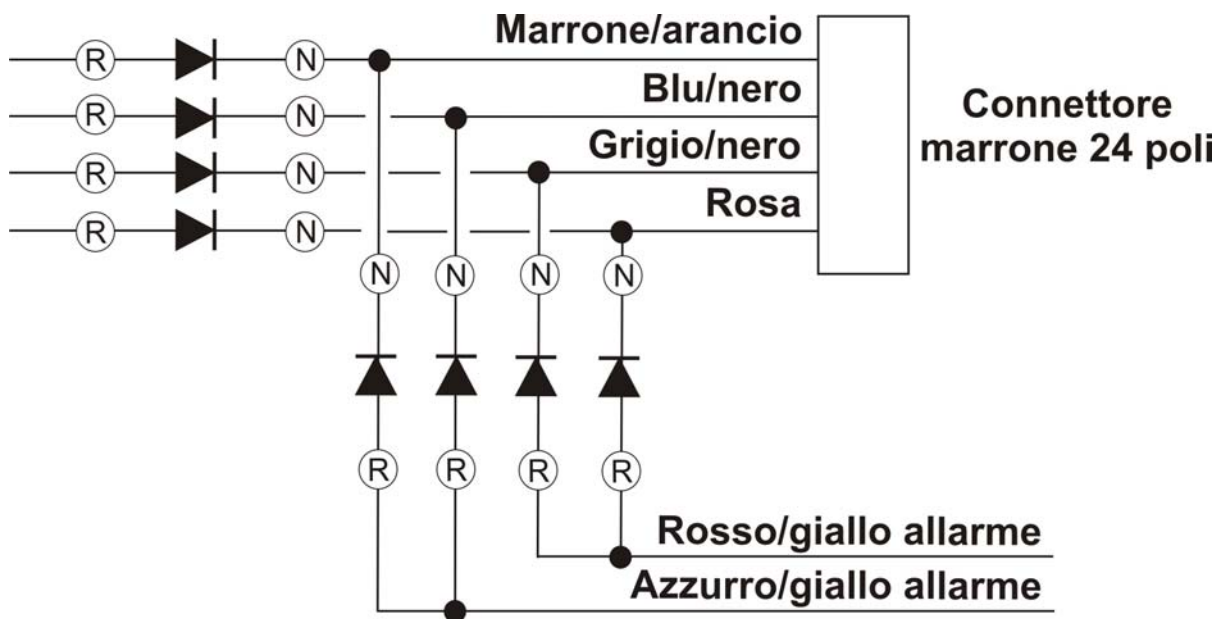 Marrone/arancio
R N
Blu/nero
R N
Connettore
marrone 24 poli
Grigio/nero
R N
Rosa
R N
N N N N
R R R R
Rosso/giallo allarme
Azzurro/giallo allarme